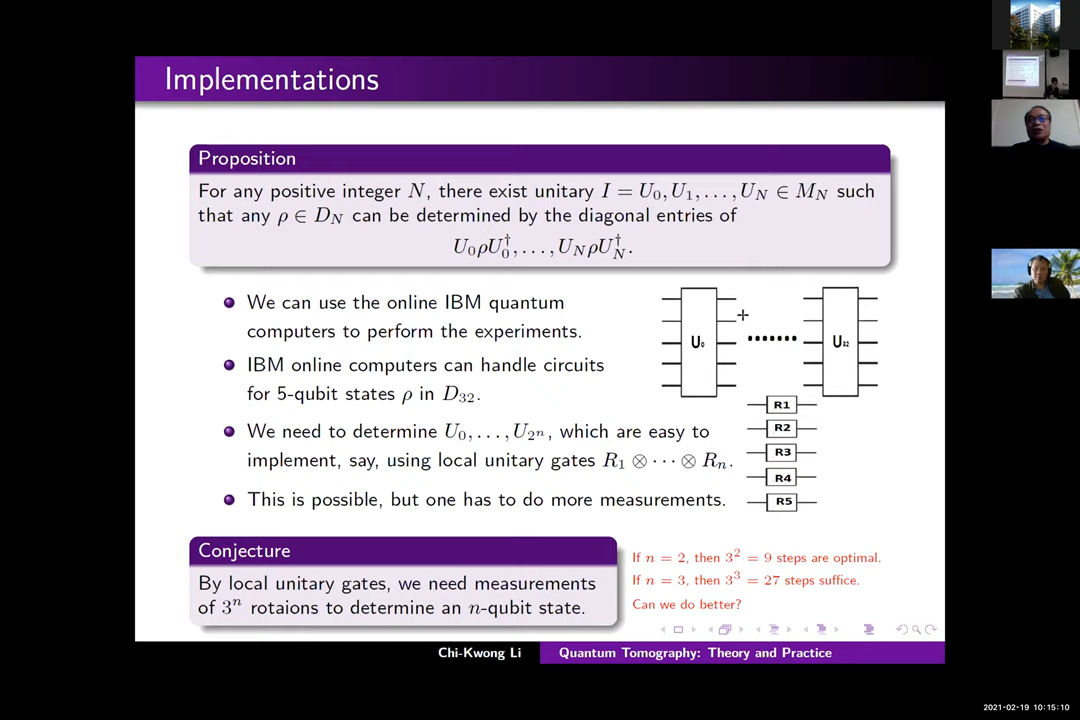 Implementations
Proposition
For any positive integer N, there exist unitary I = U₀, U₁, . . . , U_N ∈ M_N such
that any ρ ∈ D_N can be determined by the diagonal entries of
U₀ρU₀†, . . . , U_NρU_N†.
We can use the online IBM quantum
computers to perform the experiments.
IBM online computers can handle circuits
for 5-qubit states ρ in D₃₂.
We need to determine U₀, . . . , U_{2ⁿ}, which are easy to
implement, say, using local unitary gates R₁ ⊗ · · · ⊗ Rₙ.
This is possible, but one has to do more measurements.
U₀
U₃₂
R1
R2
R3
R4
R5
Conjecture
By local unitary gates, we need measurements
of 3ⁿ rotaions to determine an n-qubit state.
If n = 2, then 3² = 9 steps are optimal.
If n = 3, then 3³ = 27 steps suffice.
Can we do better?
Chi-Kwong Li
Quantum Tomography: Theory and Practice
2021-02-19 10:15:10